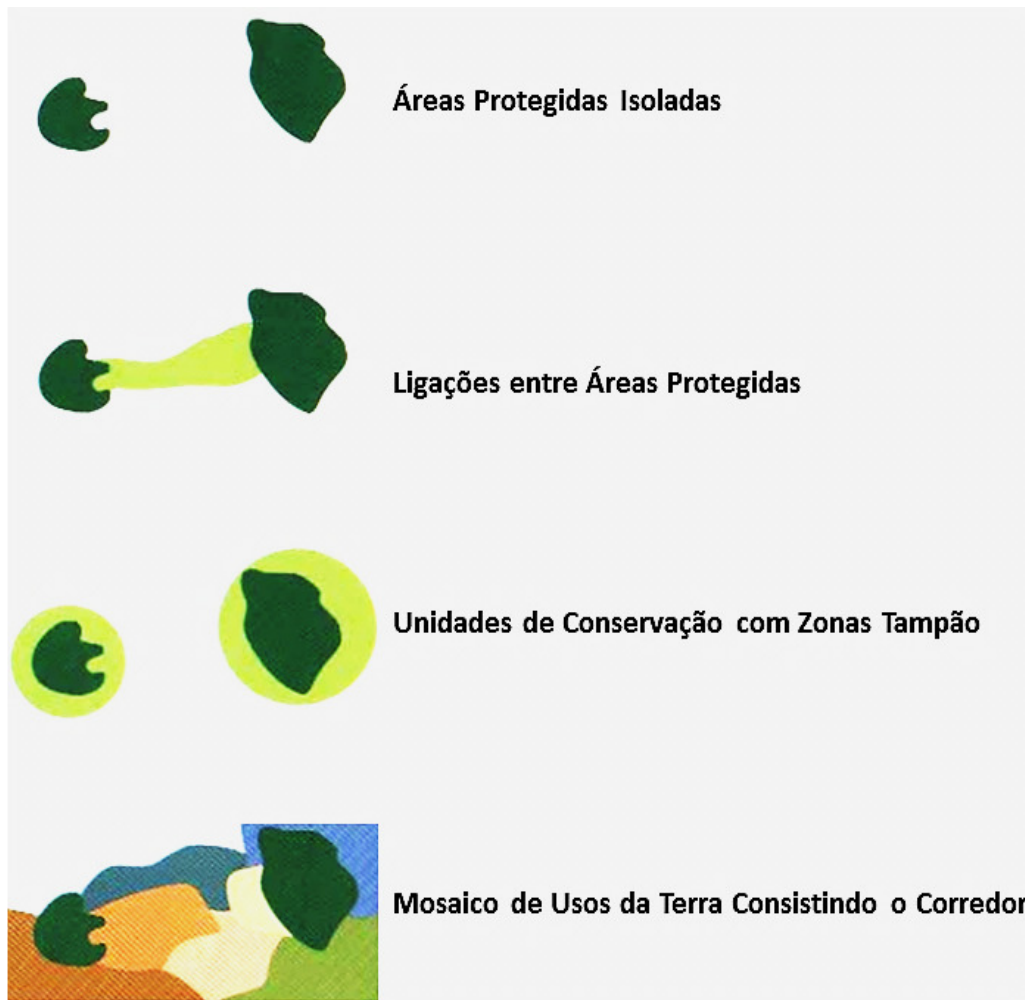 Áreas Protegidas Isoladas
Ligações entre Áreas Protegidas
Unidades de Conservação com Zonas Tampão
Mosaico de Usos da Terra Consistindo o Corredor